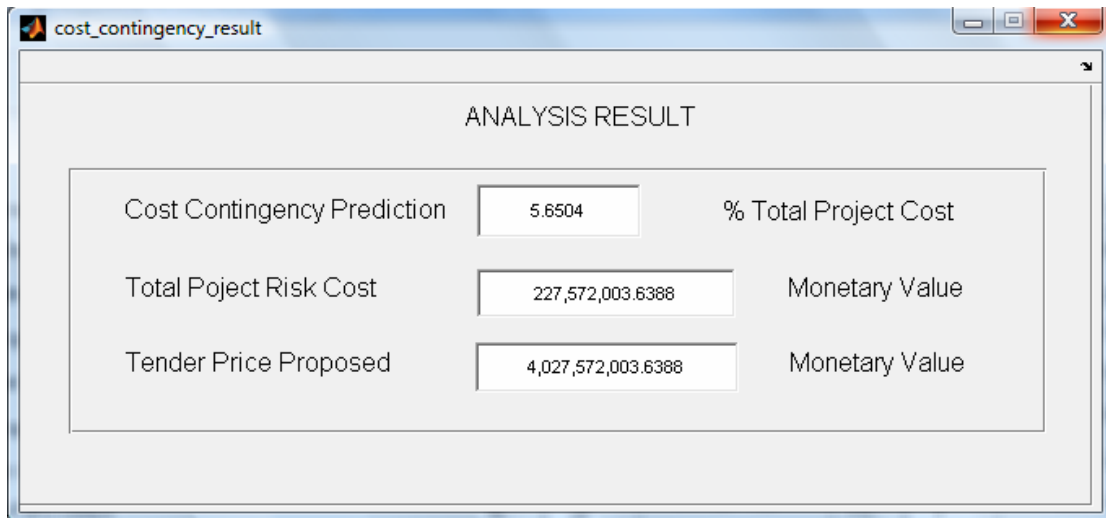 cost_contingency_result
ANALYSIS RESULT
Cost Contingency Prediction 5.6504 % Total Project Cost
Total Poject Risk Cost 227,572,003.6388 Monetary Value
Tender Price Proposed 4,027,572,003.6388 Monetary Value